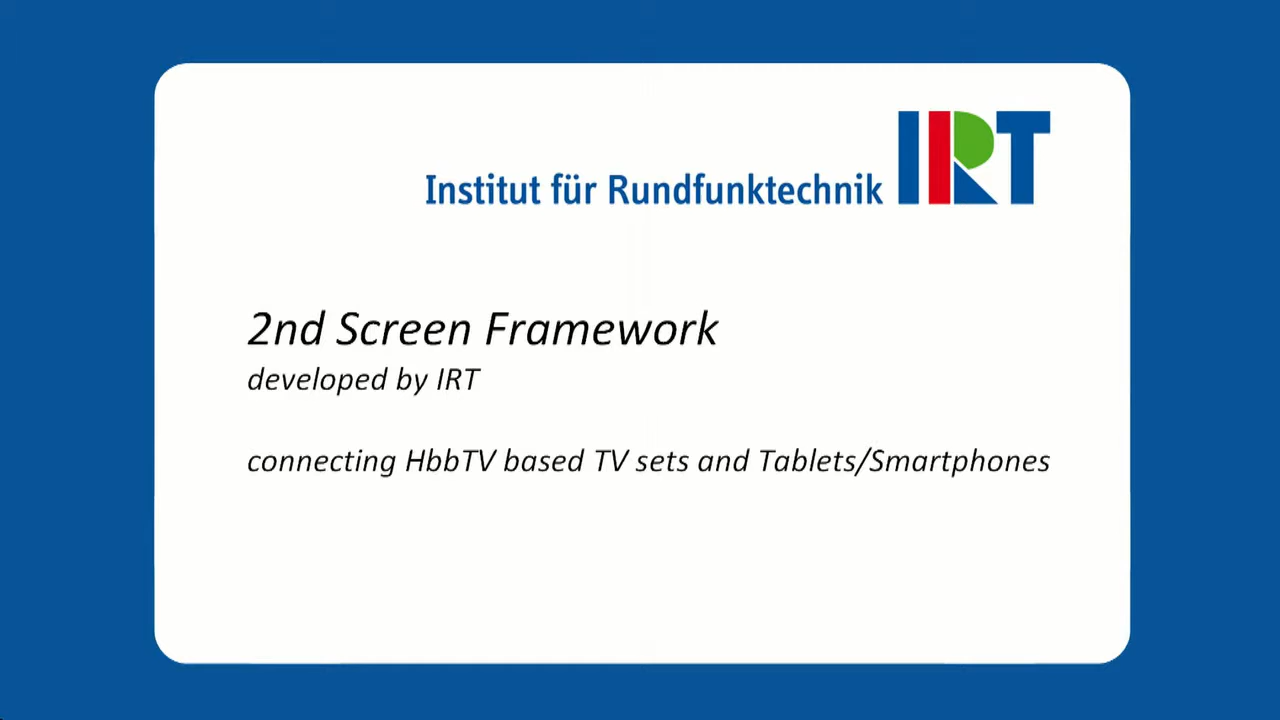 IRT
Institut für Rundfunktechnik
2nd Screen Framework
developed by IRT
connecting HbbTV based TV sets and Tablets/Smartphones